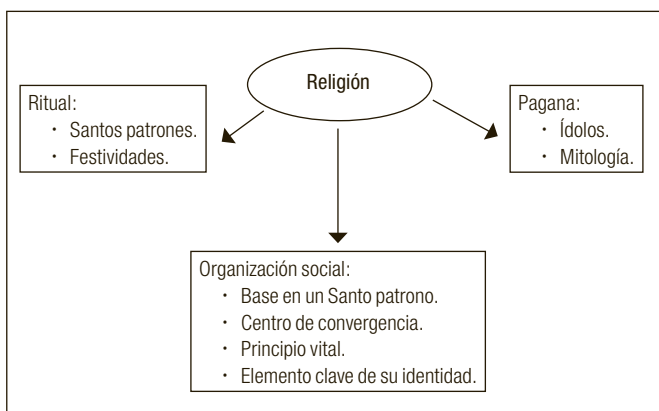 Religión
Ritual:
· Santos patrones.
· Festividades.
Pagana:
· Ídolos.
· Mitología.
Organización social:
· Base en un Santo patrono.
· Centro de convergencia.
· Principio vital.
· Elemento clave de su identidad.